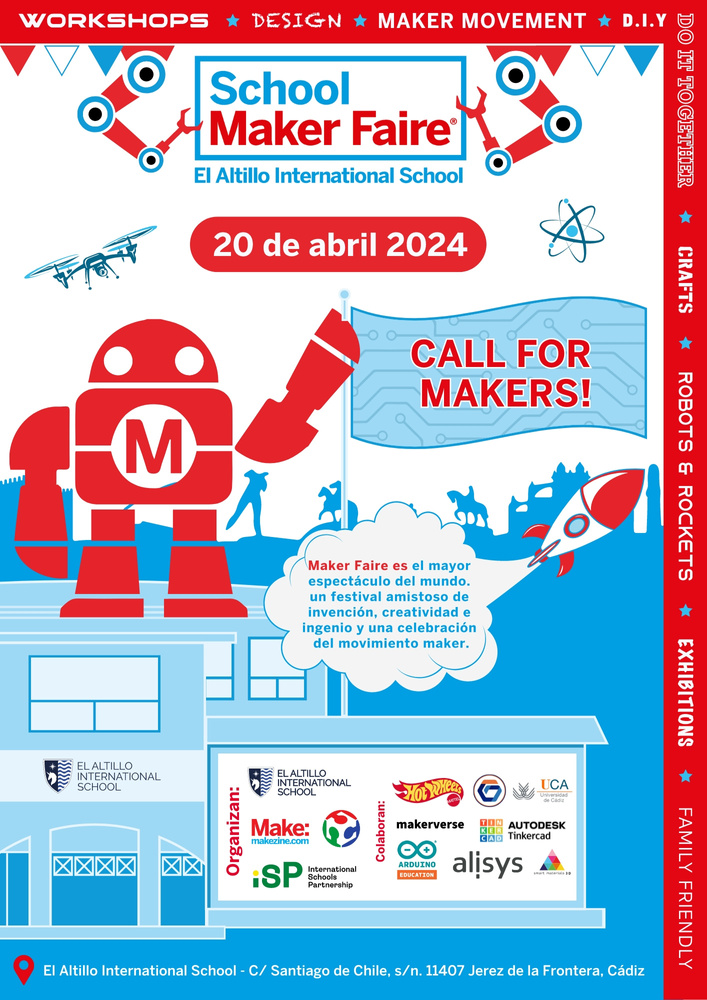 WORKSHOPS ★ DESIGN ★ MAKER MOVEMENT ★ D.I.Y
DO IT TOGETHER ★ CRAFTS ★ ROBOTS & ROCKETS ★ EXHIBITIONS ★ FAMILY FRIENDLY
School
Maker Faire®
El Altillo International School
20 de abril 2024
CALL FOR
MAKERS!
M
Maker Faire es el mayor
espectáculo del mundo.
un festival amistoso de
invención, creatividad e
ingenio y una celebración
del movimiento maker.
EL ALTILLO
INTERNATIONAL
SCHOOL
Organizan:
EL ALTILLO
INTERNATIONAL
SCHOOL
Make:
makezine.com
iSP
International
Schools
Partnership
Colaboran:
HOT WHEELS
MATTEL
UCA
Universidad
de Cádiz
makerverse
TIN
KER
CAD
AUTODESK
Tinkercad
ARDUINO
EDUCATION
alisys
El Altillo International School - C/ Santiago de Chile, s/n. 11407 Jerez de la Frontera, Cádiz